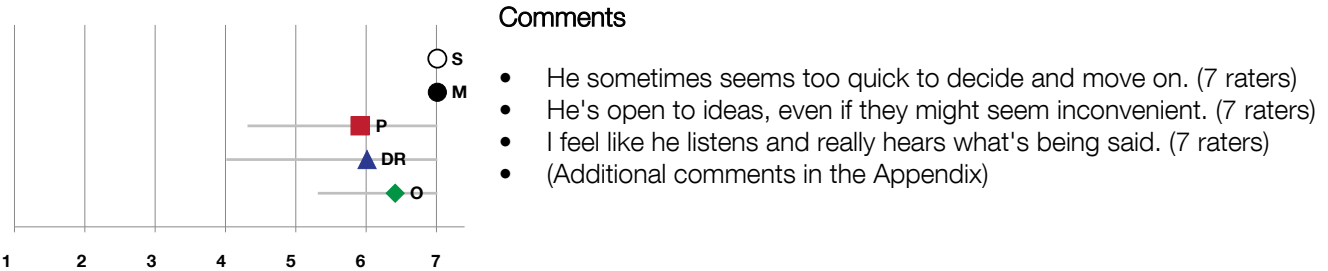 Comments
S
M
P
DR
O
• He sometimes seems too quick to decide and move on. (7 raters)
• He's open to ideas, even if they might seem inconvenient. (7 raters)
• I feel like he listens and really hears what's being said. (7 raters)
• (Additional comments in the Appendix)
1 2 3 4 5 6 7